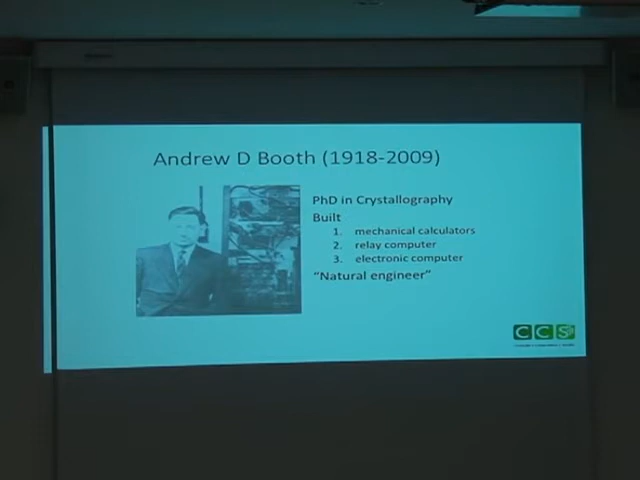 Andrew D Booth (1918-2009)
PhD in Crystallography
Built
1. mechanical calculators
2. relay computer
3. electronic computer
“Natural engineer”
CCS